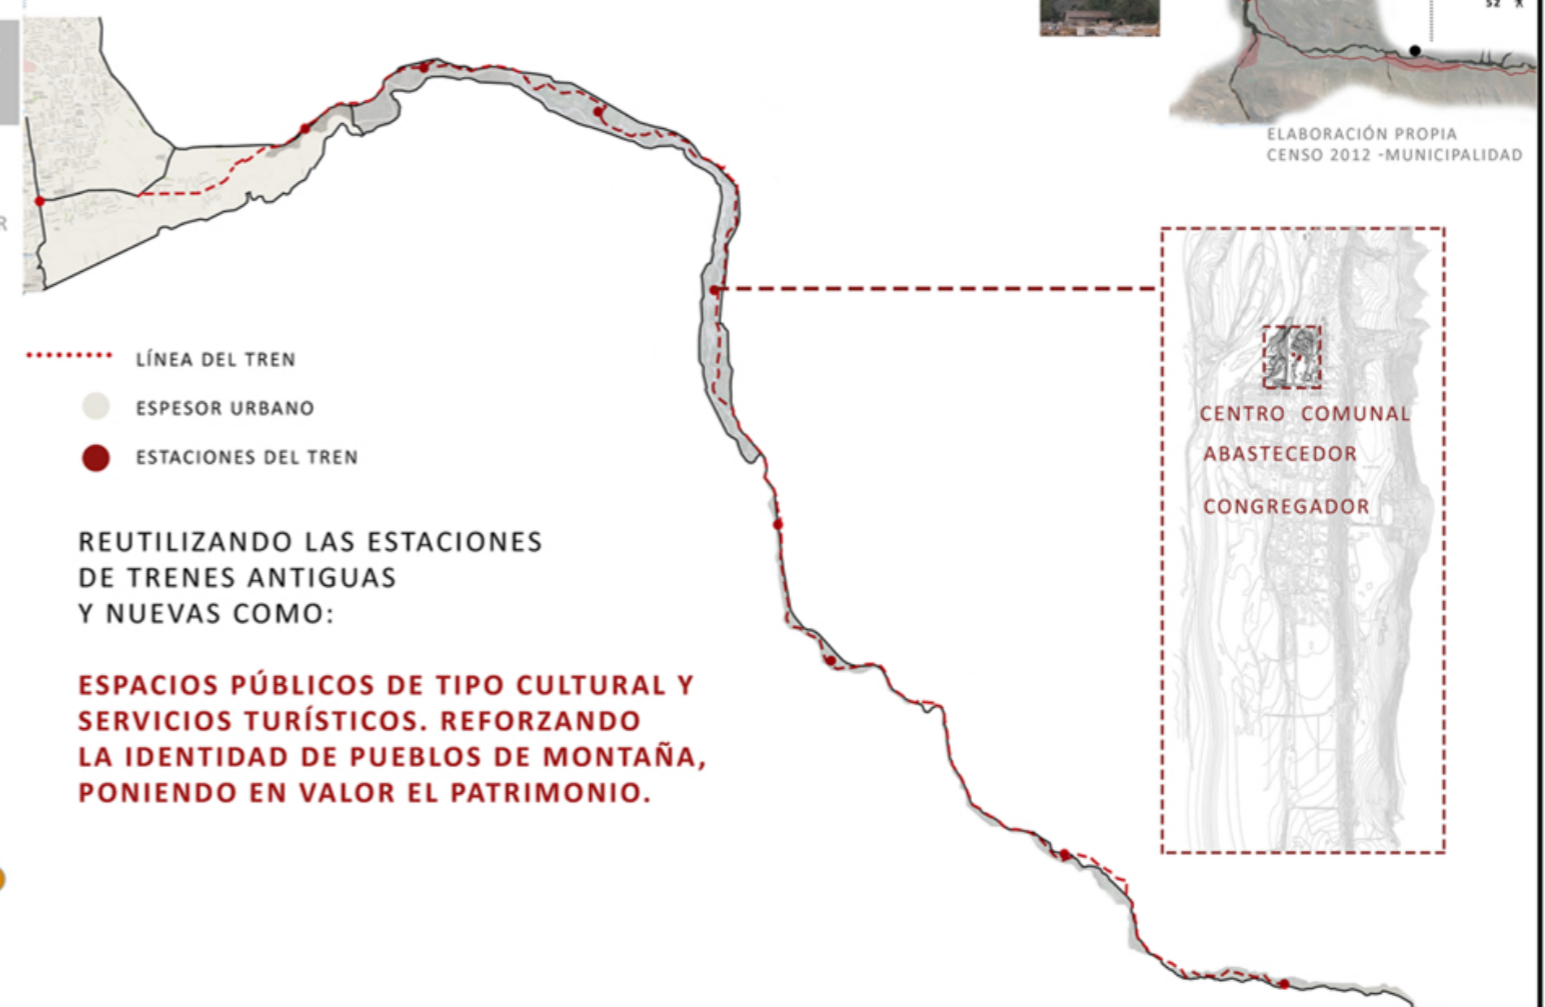 52
ELABORACIÓN PROPIA
CENSO 2012 -MUNICIPALIDAD
R
LÍNEA DEL TREN
ESPESOR URBANO
ESTACIONES DEL TREN
CENTRO COMUNAL
ABASTECEDOR
CONGREGADOR
REUTILIZANDO LAS ESTACIONES
DE TRENES ANTIGUAS
Y NUEVAS COMO:
ESPACIOS PÚBLICOS DE TIPO CULTURAL Y
SERVICIOS TURÍSTICOS. REFORZANDO
LA IDENTIDAD DE PUEBLOS DE MONTAÑA,
PONIENDO EN VALOR EL PATRIMONIO.